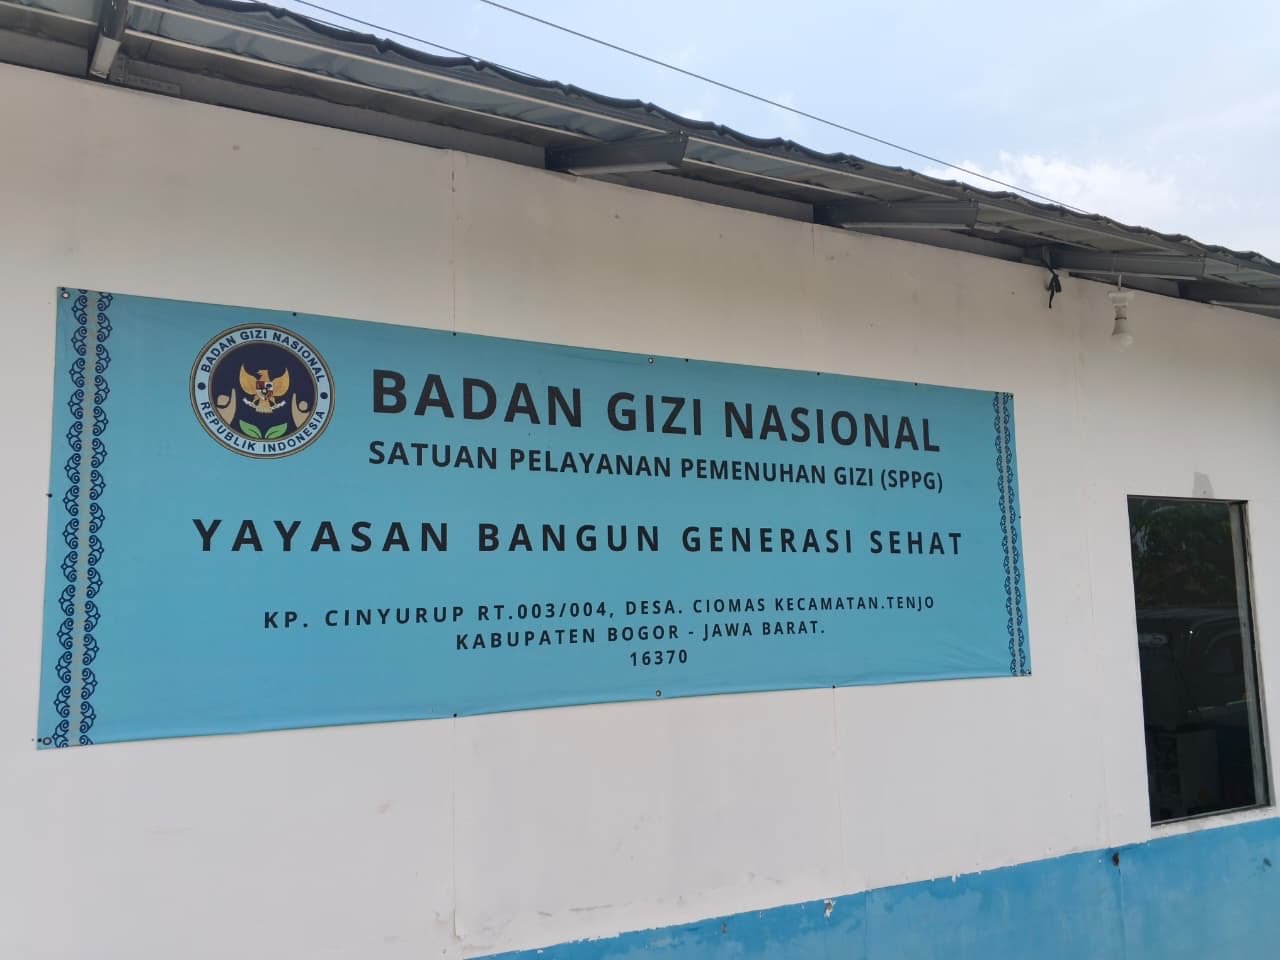 BADAN GIZI NASIONAL
REPUBLIK INDONESIA
BADAN GIZI NASIONAL
SATUAN PELAYANAN PEMENUHAN GIZI (SPPG)
YAYASAN BANGUN GENERASI SEHAT
KP. CINYURUP RT.003/004, DESA. CIOMAS KECAMATAN.TENJO
KABUPATEN BOGOR - JAWA BARAT.
16370